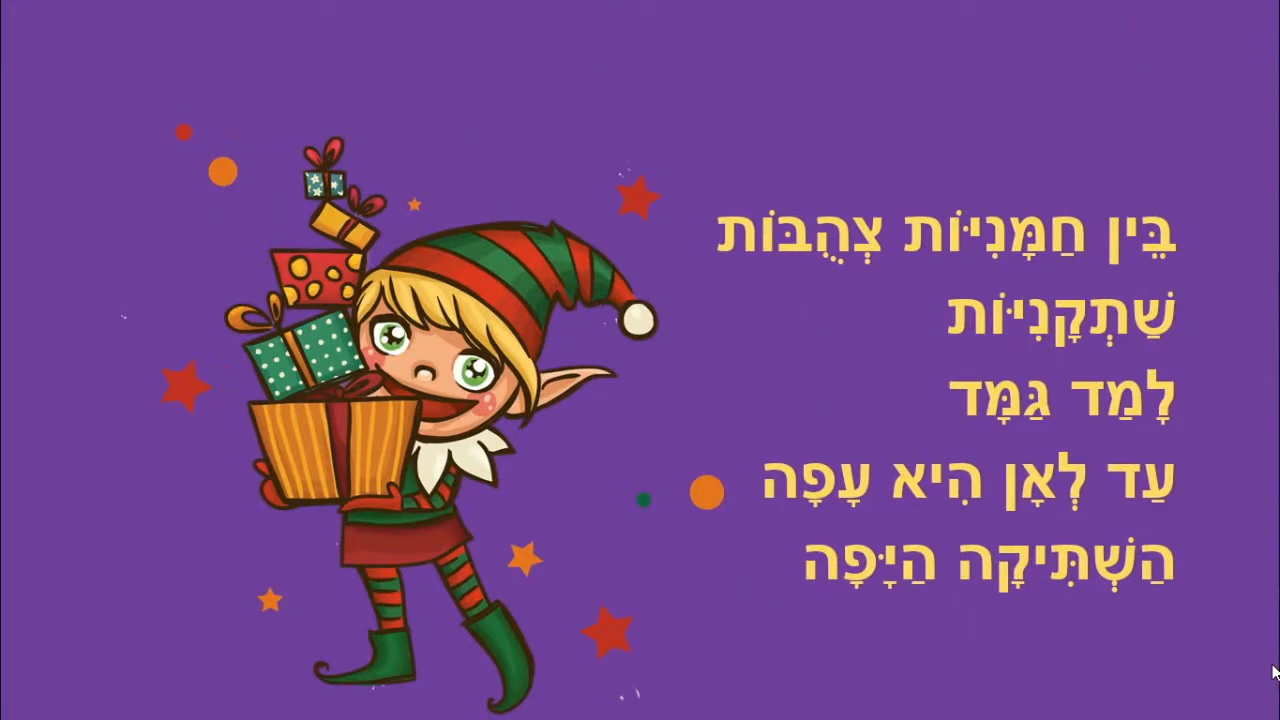 בֵּין חַמָּנִיּוֹת צְהֻבּוֹת
שַׁתְקָנִיּוֹת
לָמַד גַּמָּד
עַד לְאָן הִיא עָפָה
הַשְּׁתִּיקָה הַיָּפָה